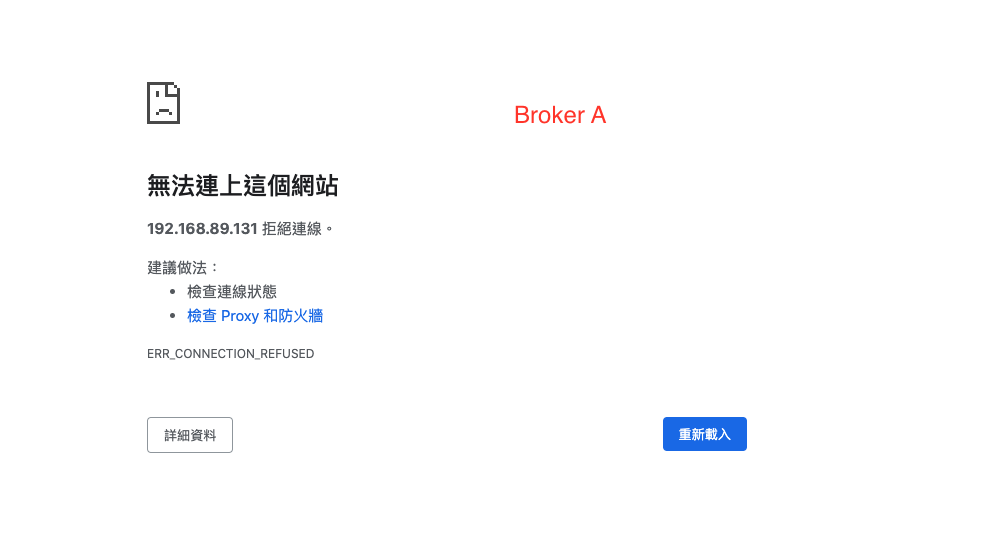 Broker A
無法連上這個網站
192.168.89.131 拒絕連線。
建議做法：
檢查連線狀態
檢查 Proxy 和防火牆
ERR_CONNECTION_REFUSED
詳細資料
重新載入